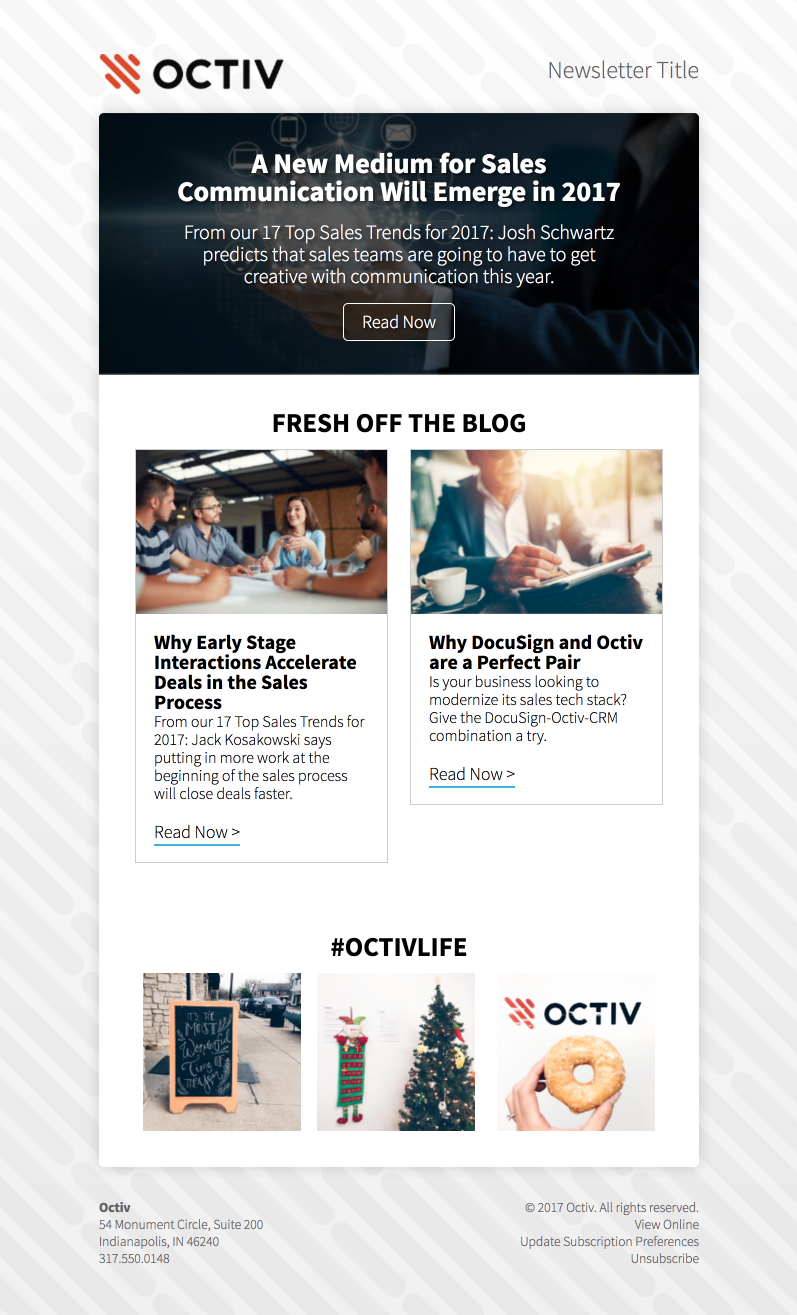 OCTIV
Newsletter Title
A New Medium for Sales
Communication Will Emerge in 2017
From our 17 Top Sales Trends for 2017: Josh Schwartz
predicts that sales teams are going to have to get
creative with communication this year.
Read Now
FRESH OFF THE BLOG
Why Early Stage
Interactions Accelerate
Deals in the Sales
Process
From our 17 Top Sales Trends for
2017: Jack Kosakowski says
putting in more work at the
beginning of the sales process
will close deals faster.
Read Now >
Why DocuSign and Octiv
are a Perfect Pair
Is your business looking to
modernize its sales tech stack?
Give the DocuSign-Octiv-CRM
combination a try.
Read Now >
#OCTIVLIFE
IT'S THE
MOST
Wonderful
Time OF
THE YEAR
OCTIV
Octiv
54 Monument Circle, Suite 200
Indianapolis, IN 46240
317.550.0148
© 2017 Octiv. All rights reserved.
View Online
Update Subscription Preferences
Unsubscribe